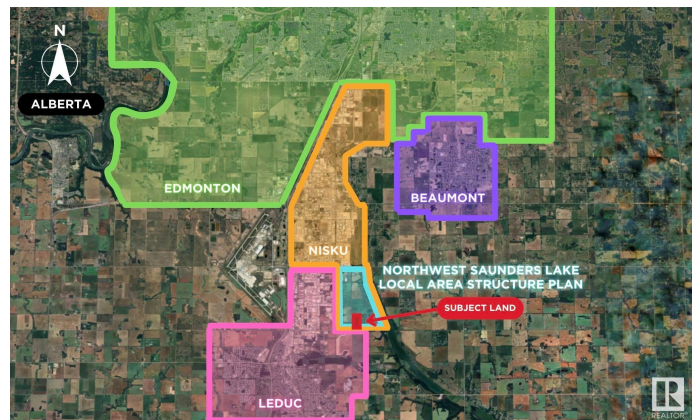 N
ALBERTA
EDMONTON
BEAUMONT
NISKU
NORTHWEST SAUNDERS LAKE
LOCAL AREA STRUCTURE PLAN
SUBJECT LAND
LEDUC
R
REALTOR